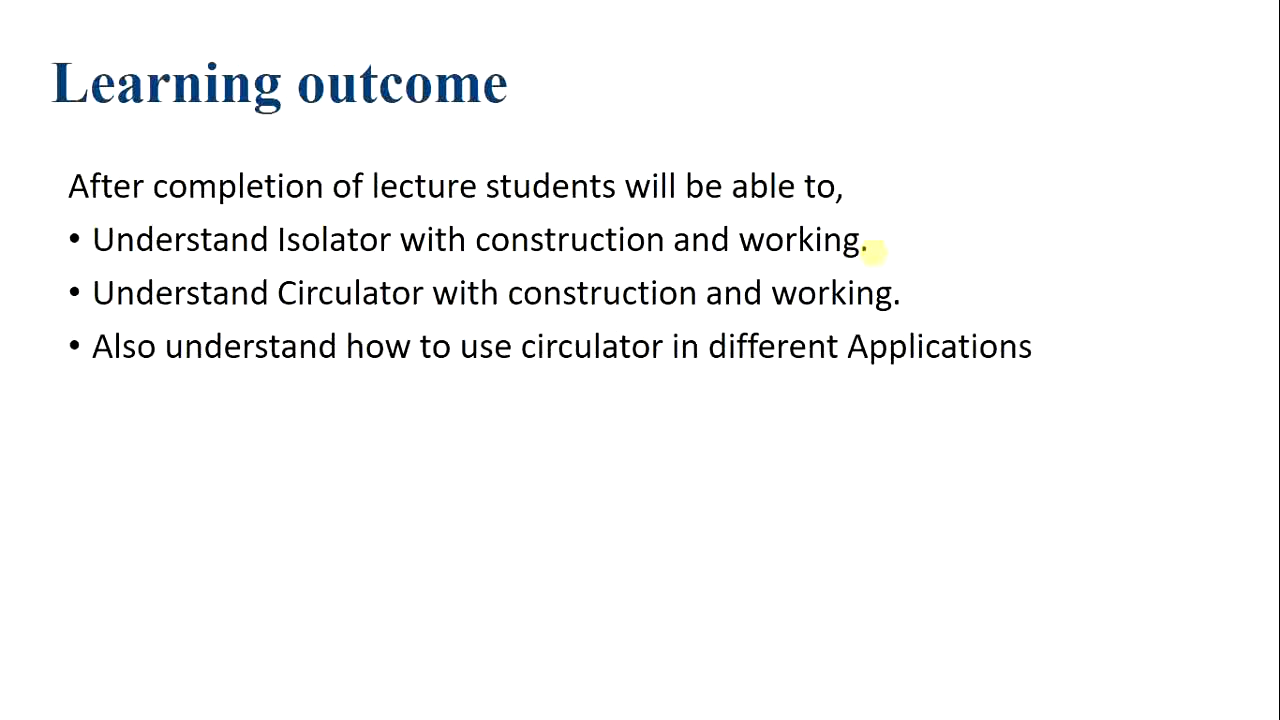 Learning outcome
After completion of lecture students will be able to,
• Understand Isolator with construction and working.
• Understand Circulator with construction and working.
• Also understand how to use circulator in different Applications